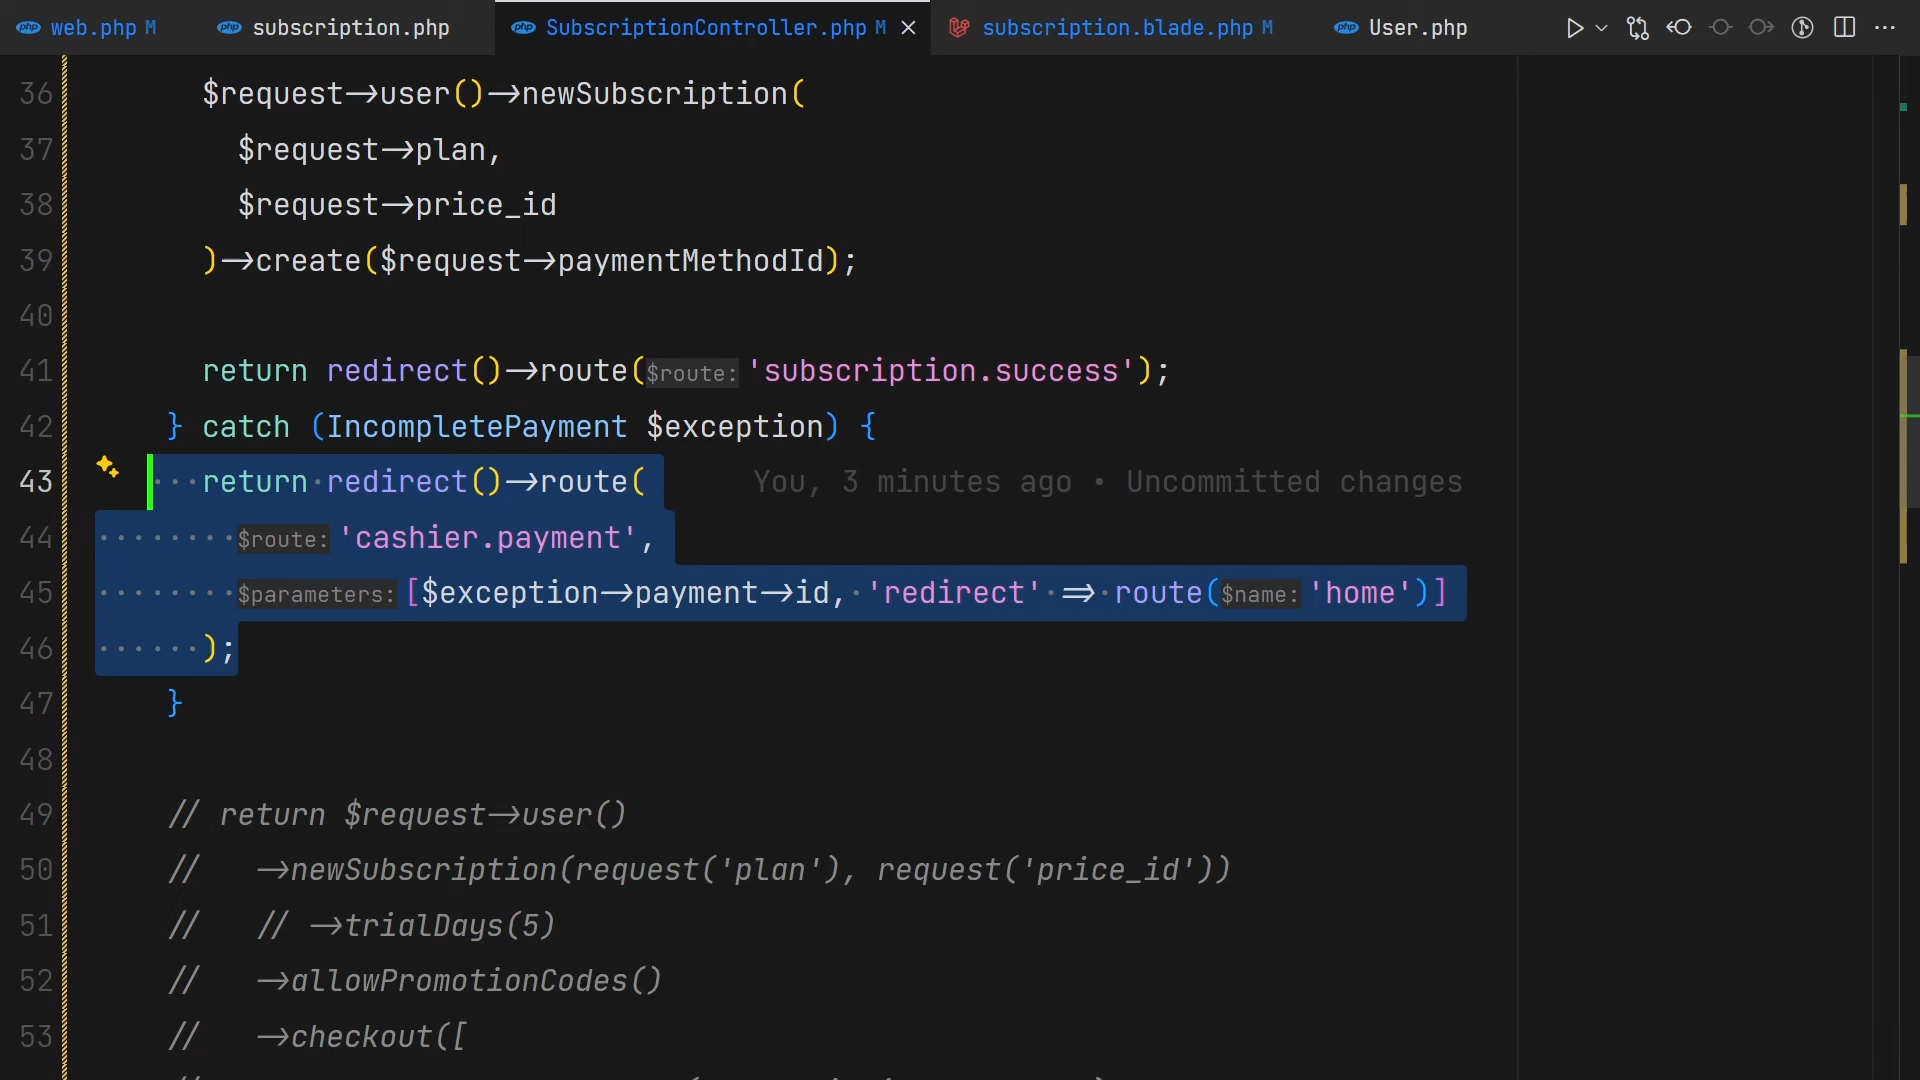 web.php M subscription.php SubscriptionController.php M subscription.blade.php M User.php
36 $request->user()->newSubscription(
37 $request->plan,
38 $request->price_id
39 )->create($request->paymentMethodId);
40
41 return redirect()->route($route: 'subscription.success');
42 } catch (IncompletePayment $exception) {
43 return redirect()->route( You, 3 minutes ago • Uncommitted changes
44 $route: 'cashier.payment',
45 $parameters: [$exception->payment->id, 'redirect' => route($name: 'home')]
46 );
47 }
48
49 // return $request->user()
50 // ->newSubscription(request('plan'), request('price_id'))
51 // // ->trialDays(5)
52 // ->allowPromotionCodes()
53 // ->checkout([